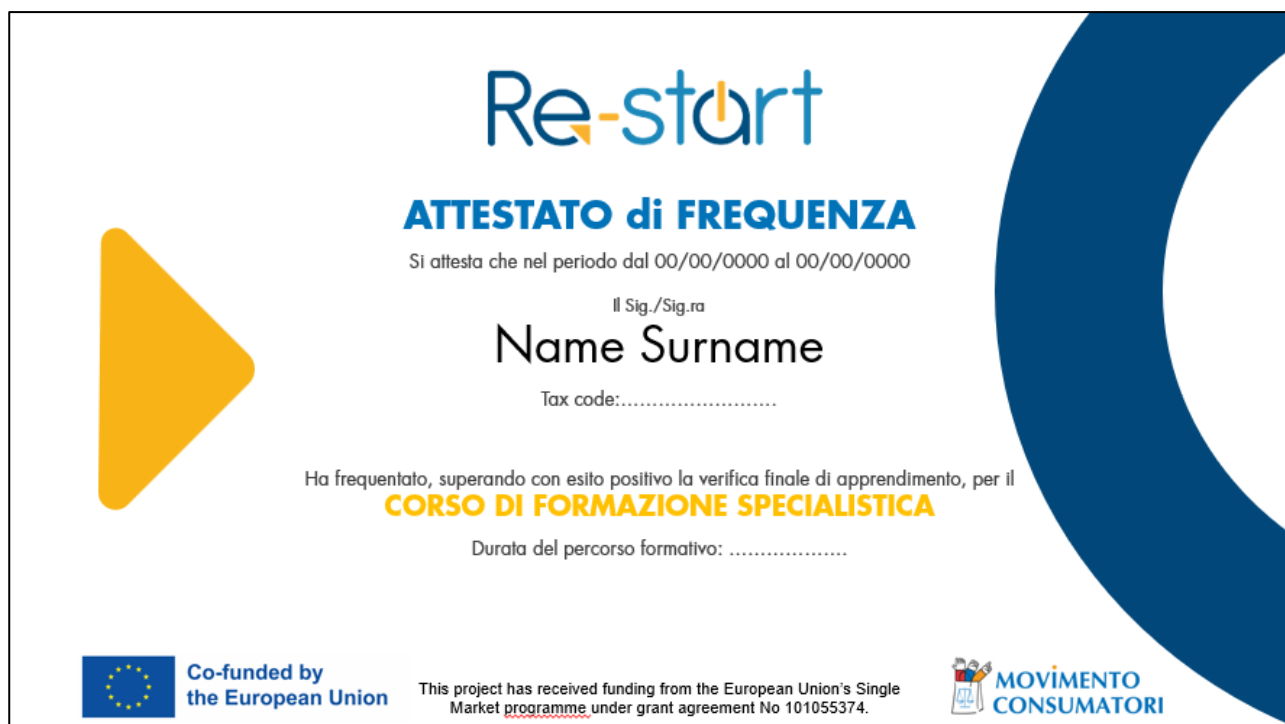 Re-start
ATTESTATO di FREQUENZA
Si attesta che nel periodo dal 00/00/0000 al 00/00/0000
Il Sig./Sig.ra
Name Surname
Tax code:.........................
Ha frequentato, superando con esito positivo la verifica finale di apprendimento, per il
CORSO DI FORMAZIONE SPECIALISTICA
Durata del percorso formativo: ...................
Co-funded by
the European Union
This project has received funding from the European Union's Single
Market programme under grant agreement No 101055374.
MOVIMENTO
CONSUMATORI